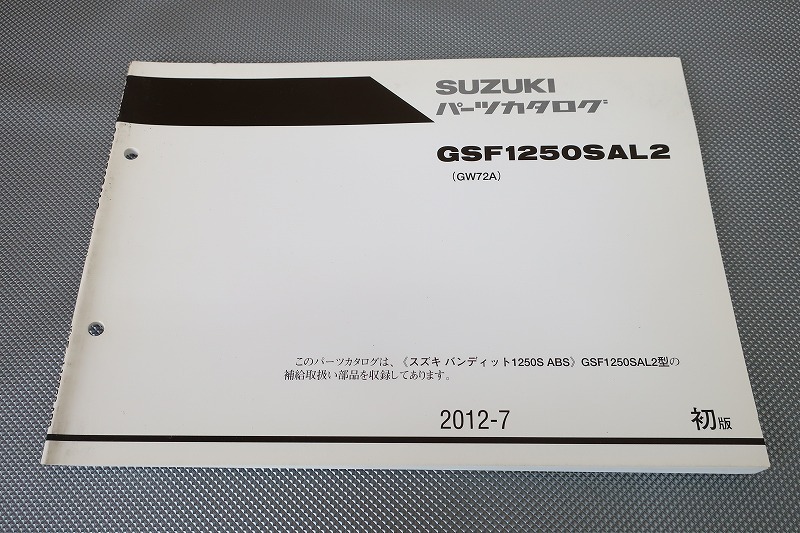 SUZUKI
パーツカタログ
GSF1250SAL2
(GW72A)
このパーツカタログは、《スズキ バンディット1250S ABS》GSF1250SAL2型の
補給取扱い部品を収録してあります。
2012-7 初版